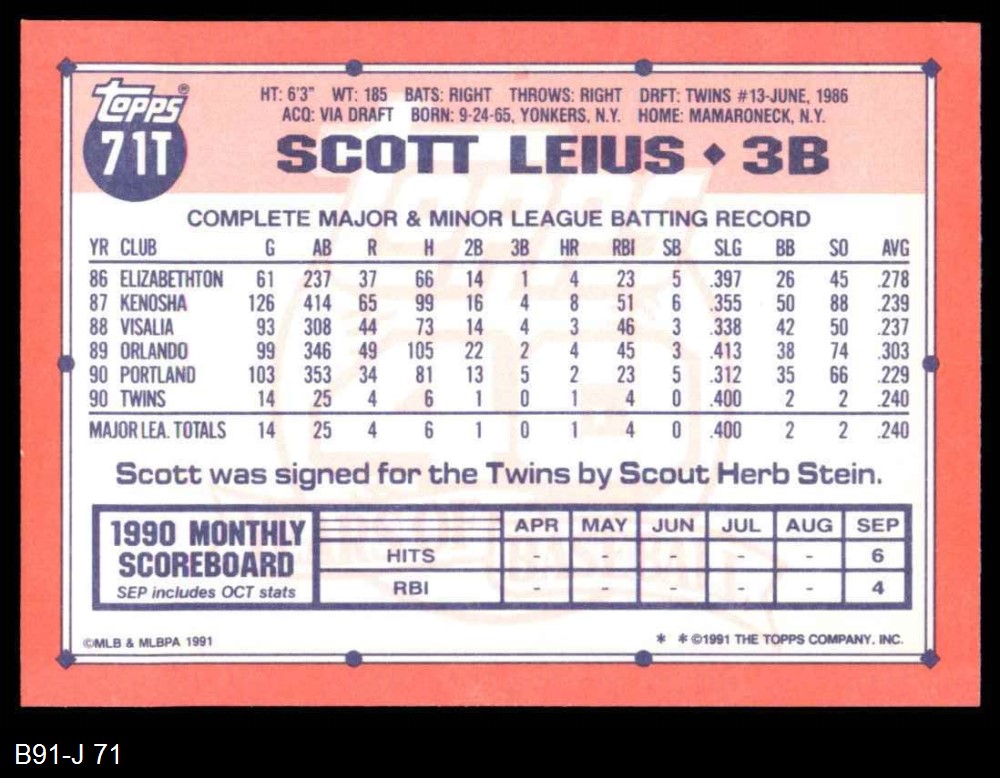 Topps®
71T
HT: 6'3" WT: 185 BATS: RIGHT THROWS: RIGHT DRFT: TWINS #13-JUNE, 1986
ACQ: VIA DRAFT BORN: 9-24-65, YONKERS, N.Y. HOME: MAMARONECK, N.Y.
SCOTT LEIUS ◆ 3B
COMPLETE MAJOR & MINOR LEAGUE BATTING RECORD
YR CLUB G AB R H 2B 3B HR RBI SB SLG BB SO AVG
86 ELIZABETHTON 61 237 37 66 14 1 4 23 5 .397 26 45 .278
87 KENOSHA 126 414 65 99 16 4 8 51 6 .355 50 88 .239
88 VISALIA 93 308 44 73 14 4 3 46 3 .338 42 50 .237
89 ORLANDO 99 346 49 105 22 2 4 45 3 .413 38 74 .303
90 PORTLAND 103 353 34 81 13 5 2 23 5 .312 35 66 .229
90 TWINS 14 25 4 6 1 0 1 4 0 .400 2 2 .240
MAJOR LEA. TOTALS 14 25 4 6 1 0 1 4 0 .400 2 2 .240
Scott was signed for the Twins by Scout Herb Stein.
1990 MONTHLY
SCOREBOARD
SEP includes OCT stats
APR MAY JUN JUL AUG SEP
HITS - - - - - 6
RBI - - - - - 4
©MLB & MLBPA 1991
* * ©1991 THE TOPPS COMPANY, INC.
B91-J 71